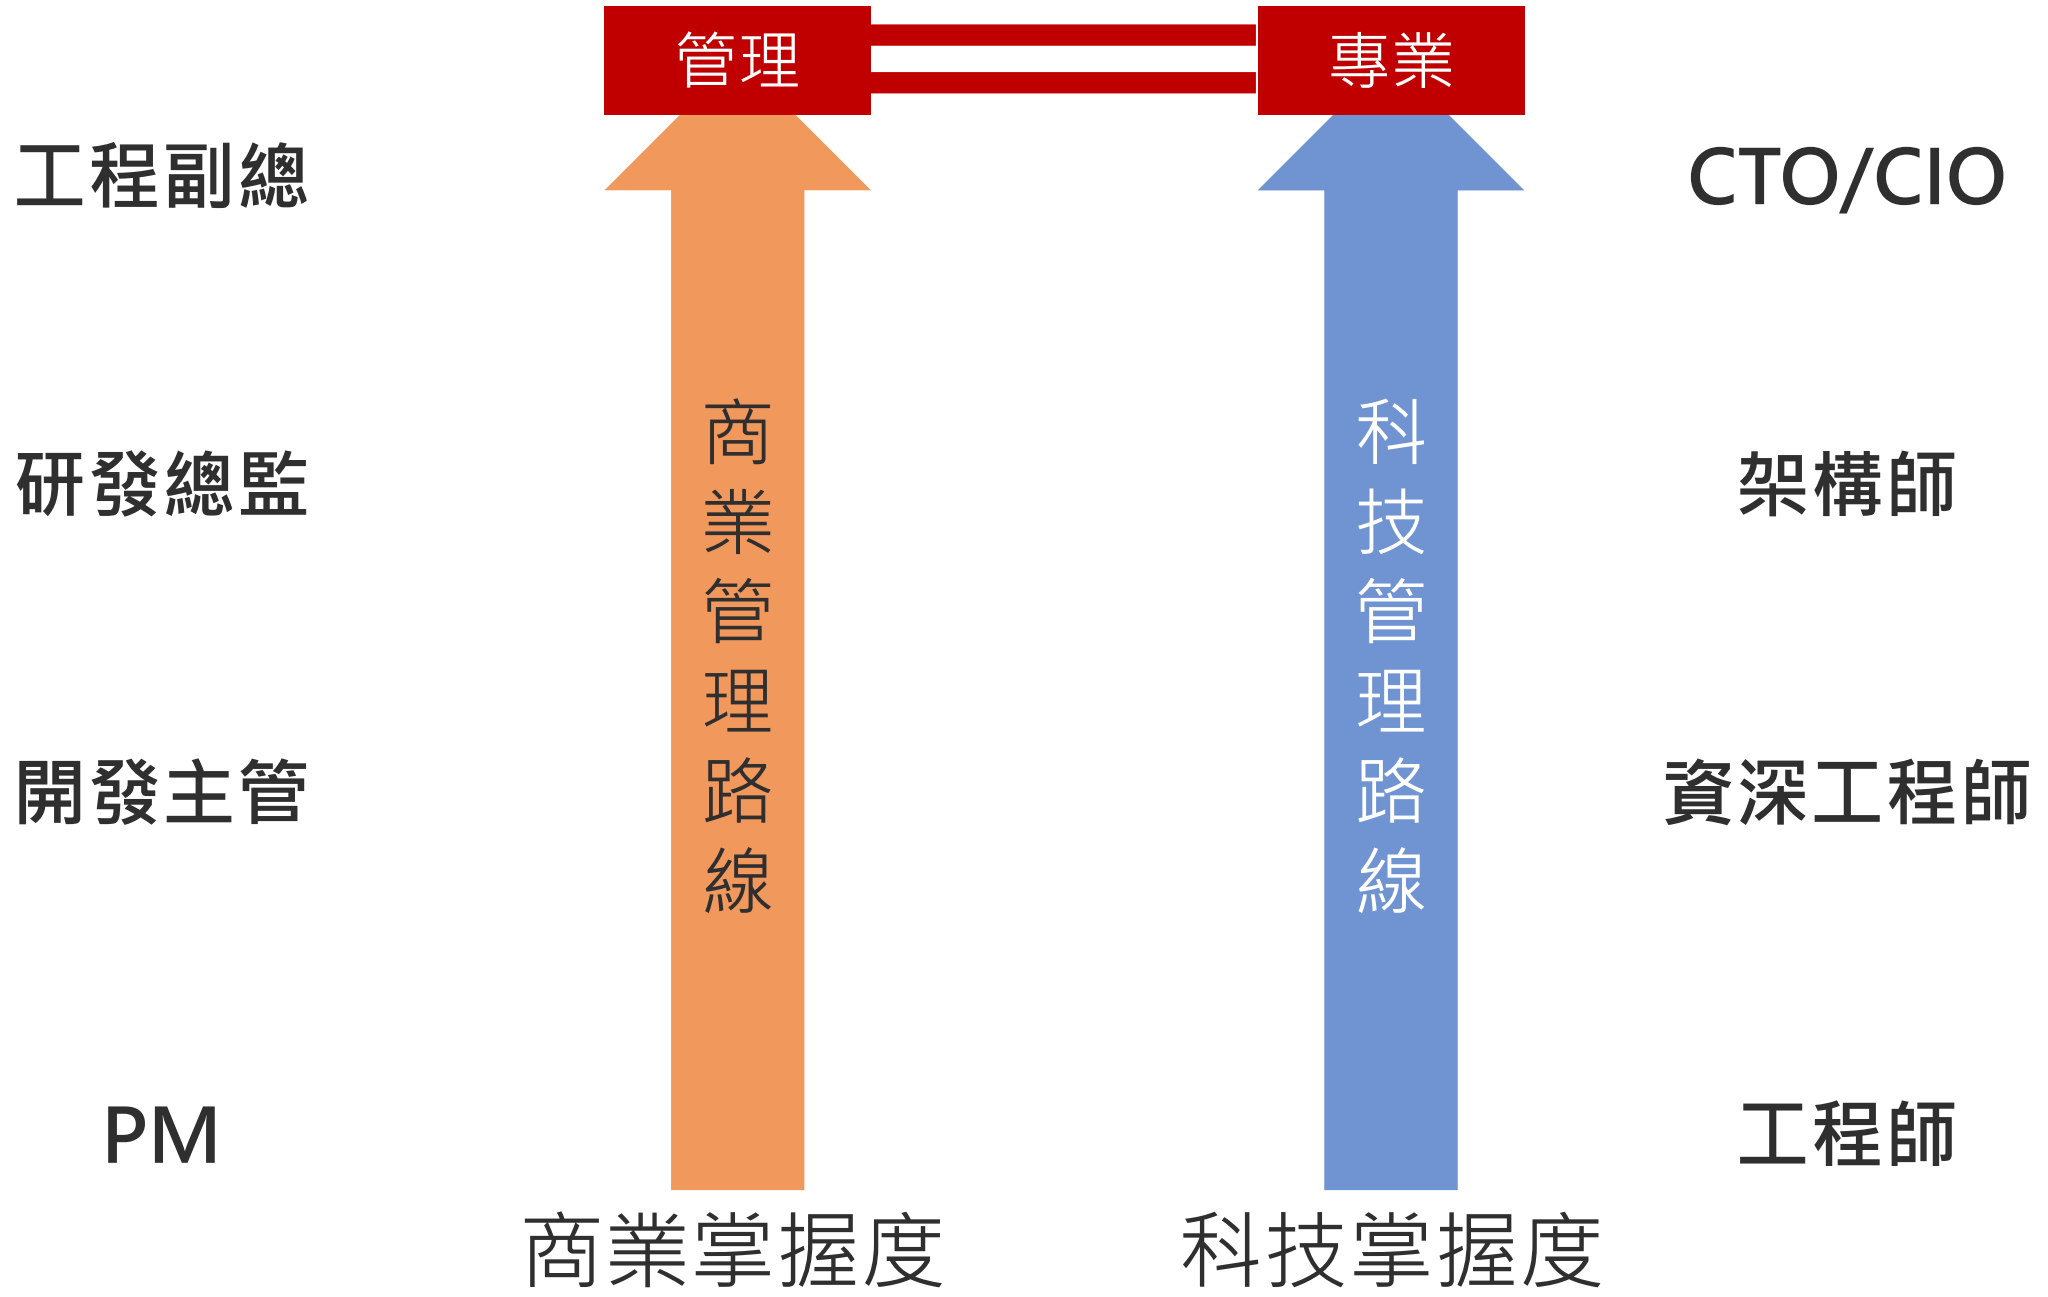 管理
專業
工程副總
CTO/CIO
研發總監
架構師
開發主管
資深工程師
PM
工程師
商業管理路線
科技管理路線
商業掌握度
科技掌握度